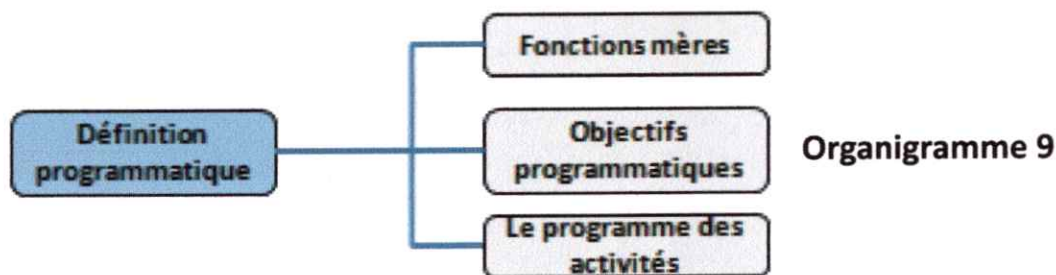 Fonctions mères
Définition
programmatique
Objectifs
programmatiques
Organigramme 9
Le programme des
activités